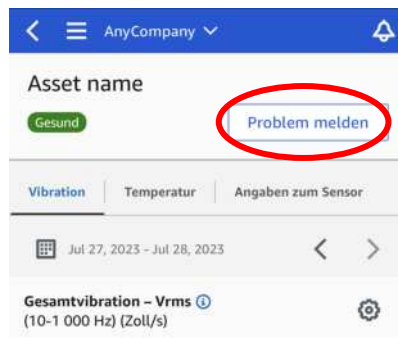 AnyCompany
Asset name
Gesund
Problem melden
Vibration
Temperatur
Angaben zum Sensor
Jul 27, 2023 – Jul 28, 2023
Gesamtvibration – Vrms
(10-1 000 Hz) (Zoll/s)